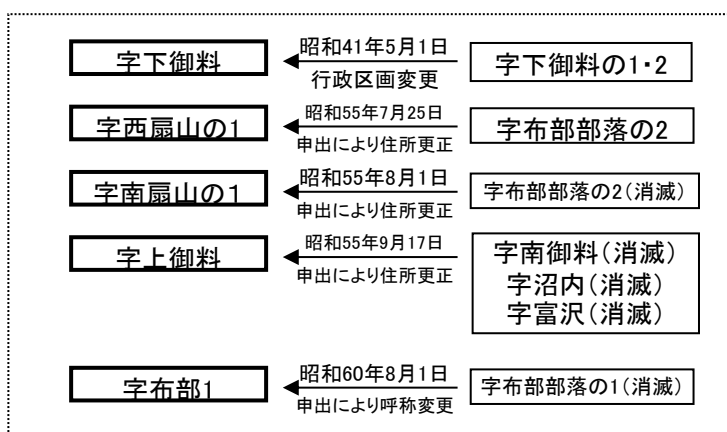 字下御料
昭和41年5月1日
行政区画変更
字下御料の1・2
字西扇山の1
昭和55年7月25日
申出により住所更正
字布部部落の2
字南扇山の1
昭和55年8月1日
申出により住所更正
字布部部落の2(消滅)
字上御料
昭和55年9月17日
申出により住所更正
字南御料(消滅)
字沼内(消滅)
字富沢(消滅)
字布部1
昭和60年8月1日
申出により呼称変更
字布部部落の1(消滅)